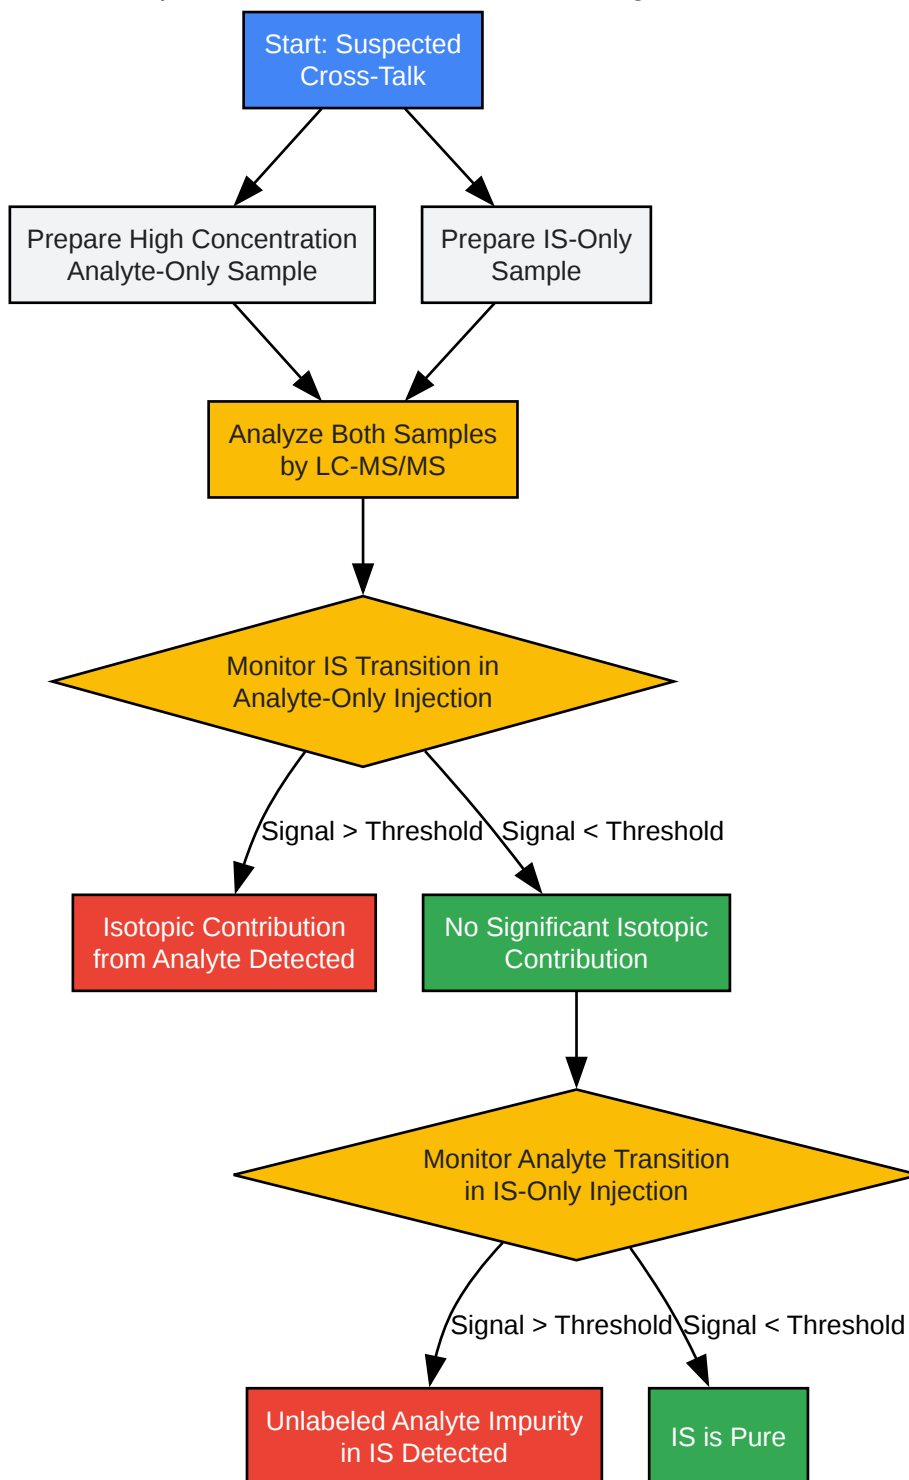 Start: Suspected
Cross-Talk
Prepare High Concentration
Analyte-Only Sample
Prepare IS-Only
Sample
Analyze Both Samples
by LC-MS/MS
Monitor IS Transition in
Analyte-Only Injection
Signal > Threshold
Signal < Threshold
Isotopic Contribution
from Analyte Detected
No Significant Isotopic
Contribution
Monitor Analyte Transition
in IS-Only Injection
Signal > Threshold
Signal < Threshold
Unlabeled Analyte Impurity
in IS Detected
IS is Pure